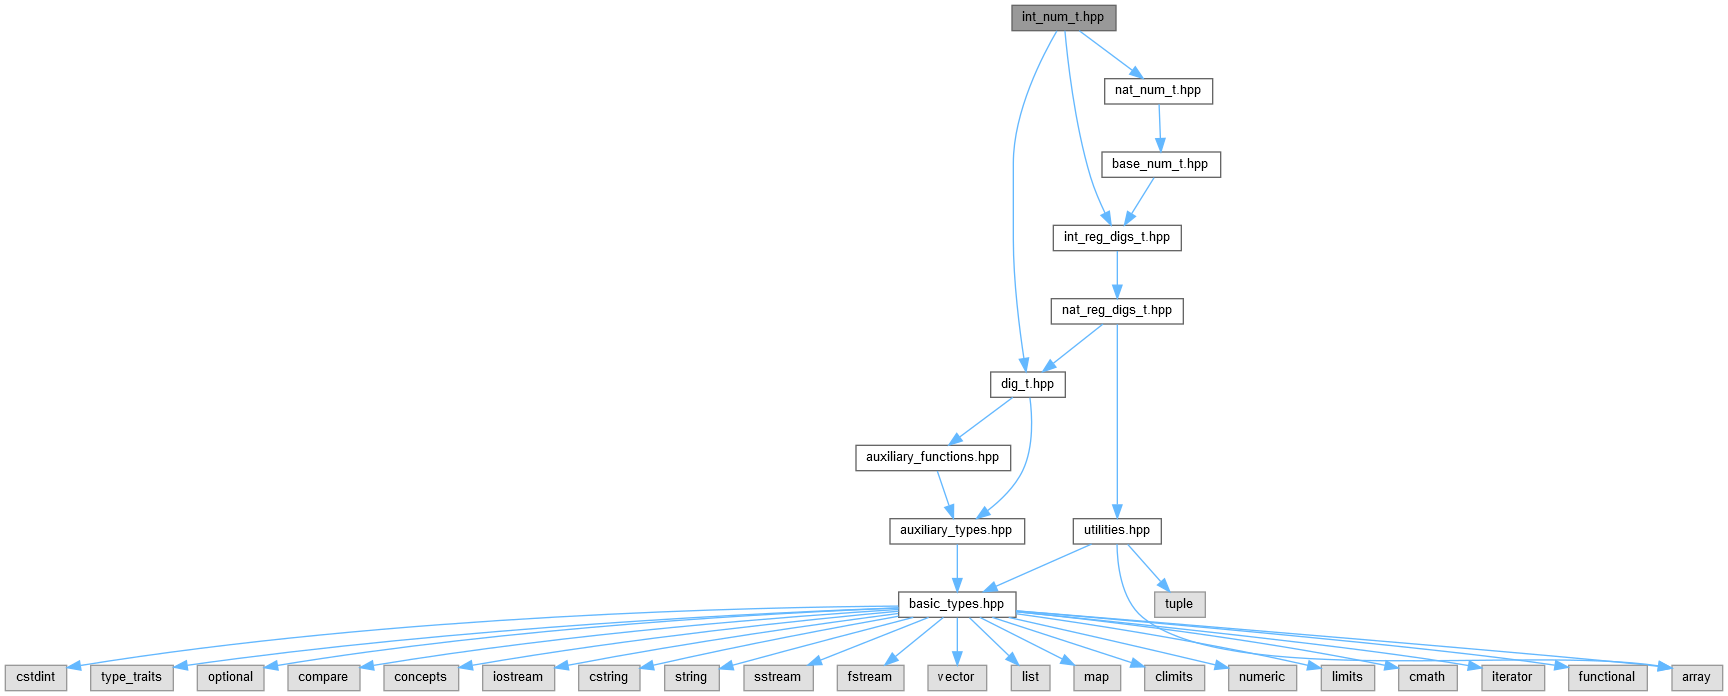 int_num_t.hpp
nat_num_t.hpp
base_num_t.hpp
int_reg_digs_t.hpp
nat_reg_digs_t.hpp
dig_t.hpp
auxiliary_functions.hpp
auxiliary_types.hpp
utilities.hpp
basic_types.hpp
tuple
cstdint
type_traits
optional
compare
concepts
iostream
cstring
string
sstream
fstream
vector
list
map
climits
numeric
limits
cmath
iterator
functional
array